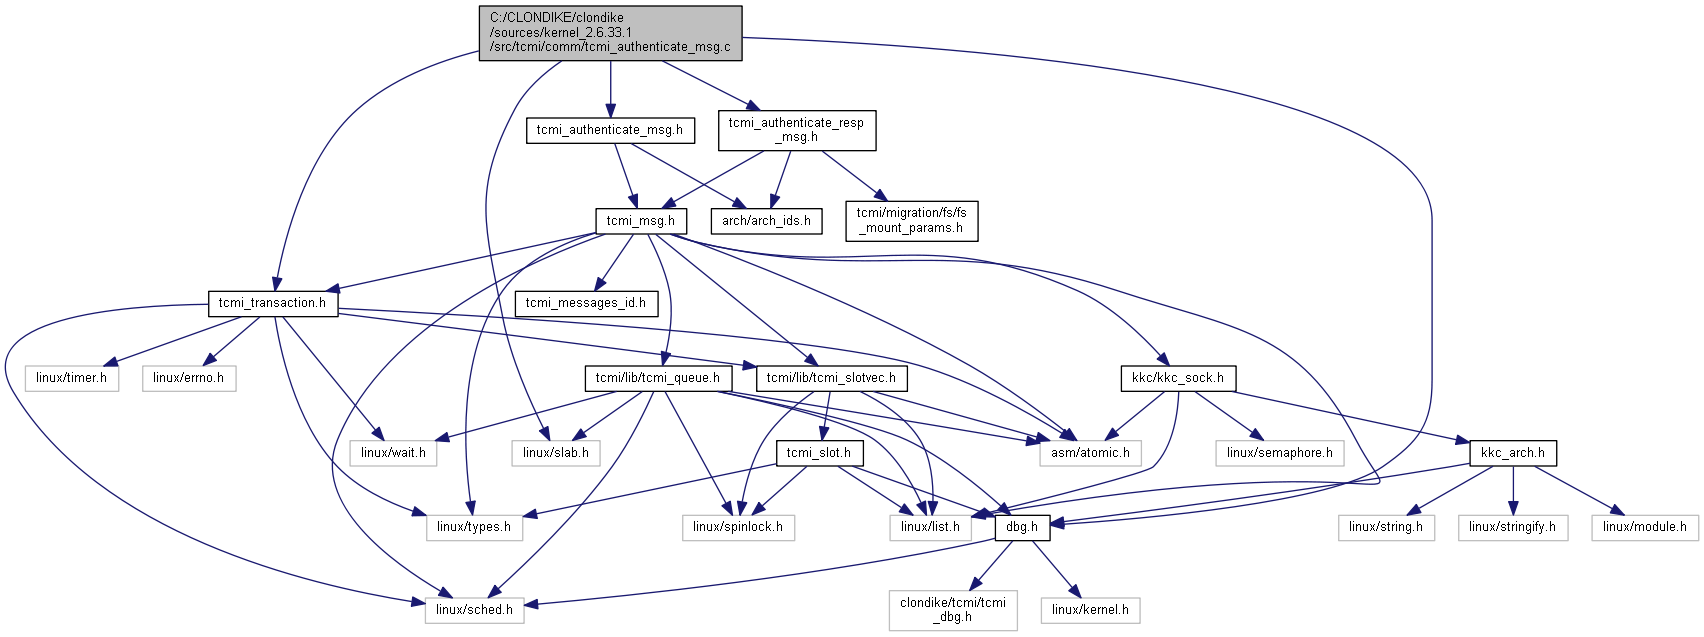 C:/CLONDIKE/clondike
/sources/kernel_2.6.33.1
/src/tcmi/comm/tcmi_authenticate_msg.c
tcmi_authenticate_msg.h
tcmi_authenticate_resp
_msg.h
tcmi_msg.h
arch/arch_ids.h
tcmi/migration/fs/fs
_mount_params.h
tcmi_transaction.h
tcmi_messages_id.h
linux/timer.h
linux/errno.h
tcmi/lib/tcmi_queue.h
tcmi/lib/tcmi_slotvec.h
kkc/kkc_sock.h
linux/wait.h
linux/slab.h
tcmi_slot.h
asm/atomic.h
linux/semaphore.h
kkc_arch.h
linux/types.h
linux/spinlock.h
linux/list.h
dbg.h
linux/string.h
linux/stringify.h
linux/module.h
linux/sched.h
clondike/tcmi/tcmi
_dbg.h
linux/kernel.h